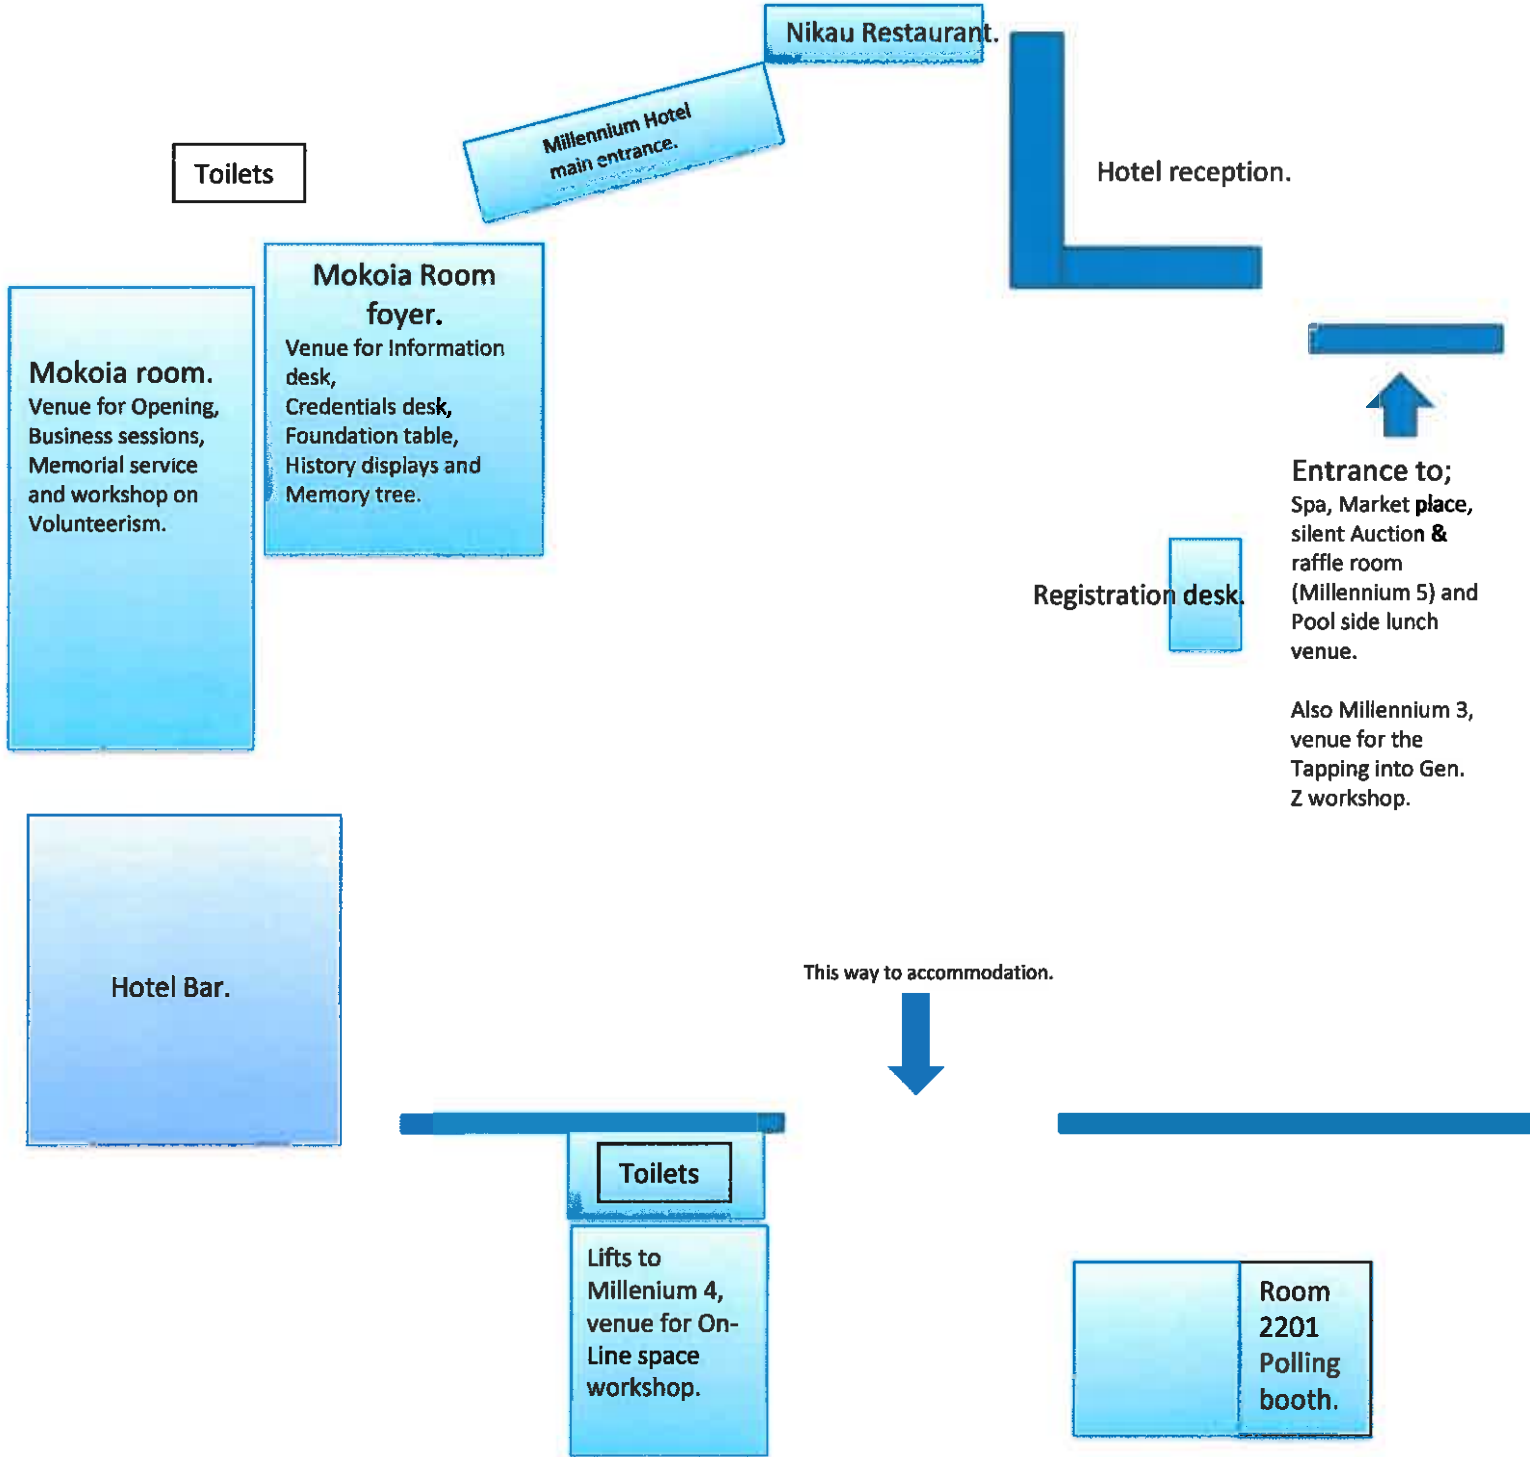 Nikau Restaurant.
Millennium Hotel
main entrance.
Toilets
Hotel reception.
Mokoia Room
foyer.
Venue for Information
desk,
Credentials desk,
Foundation table,
History displays and
Memory tree.
Mokoia room.
Venue for Opening,
Business sessions,
Memorial service
and workshop on
Volunteerism.
Entrance to;
Spa, Market place,
silent Auction &
raffle room
(Millennium 5) and
Pool side lunch
venue.
Also Millennium 3,
venue for the
Tapping into Gen.
Z workshop.
Registration desk.
Hotel Bar.
This way to accommodation.
Toilets
Lifts to
Millenium 4,
venue for On-
Line space
workshop.
Room
2201
Polling
booth.